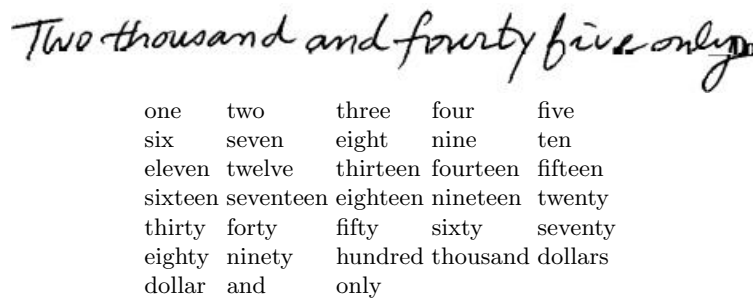 Two thousand and fourty five only
one two three four five
six seven eight nine ten
eleven twelve thirteen fourteen fifteen
sixteen seventeen eighteen nineteen twenty
thirty forty fifty sixty seventy
eighty ninety hundred thousand dollars
dollar and only